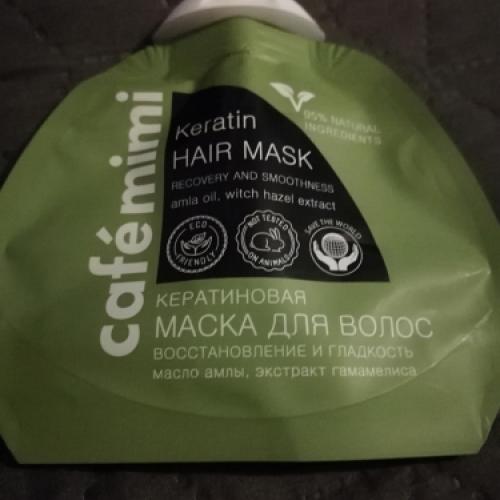 café mimi
95% NATURAL
INGREDIENTS
Keratin
HAIR MASK
RECOVERY AND SMOOTHNESS
amla oil, witch hazel extract
ECO
FRIENDLY
NOT TESTED
ON ANIMALS
SAVE THE WORLD
КЕРАТИНОВАЯ
МАСКА ДЛЯ ВОЛОС
ВОССТАНОВЛЕНИЕ И ГЛАДКОСТЬ
масло амлы, экстракт гамамелиса